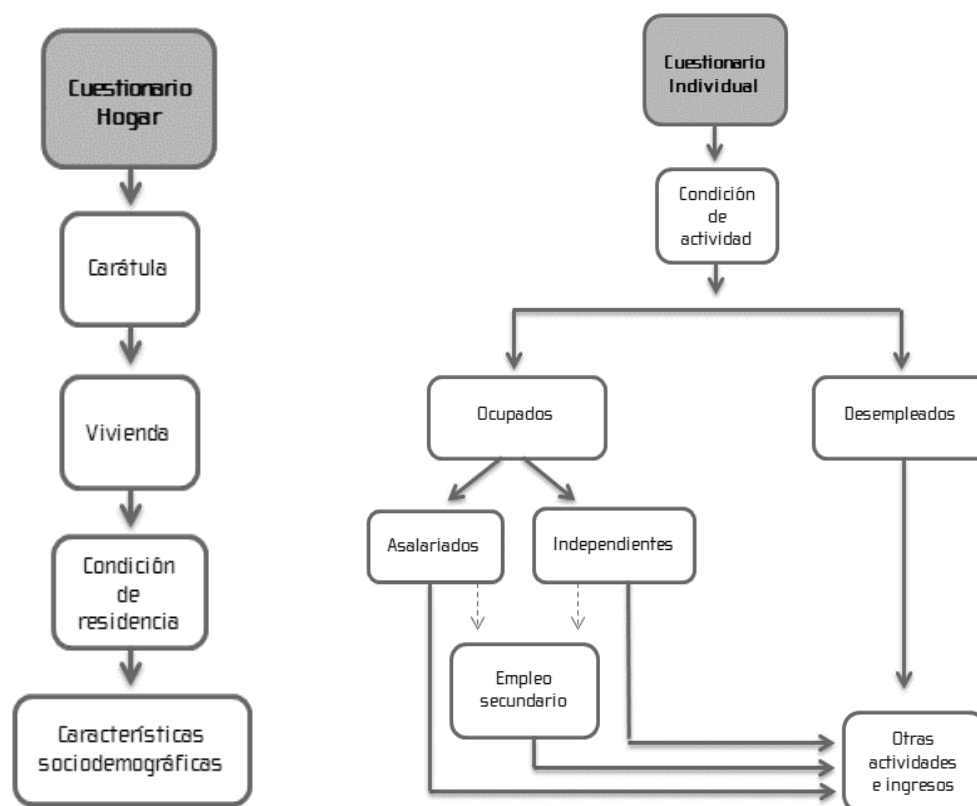 Cuestionario
Hogar
Carátula
Vivienda
Condición
de
residencia
Características
sociodemográficas
Cuestionario
Individual
Condición
de
actividad
Ocupados
Desempleados
Asalariados
Independientes
Empleo
secundario
Otras
actividades
e ingresos